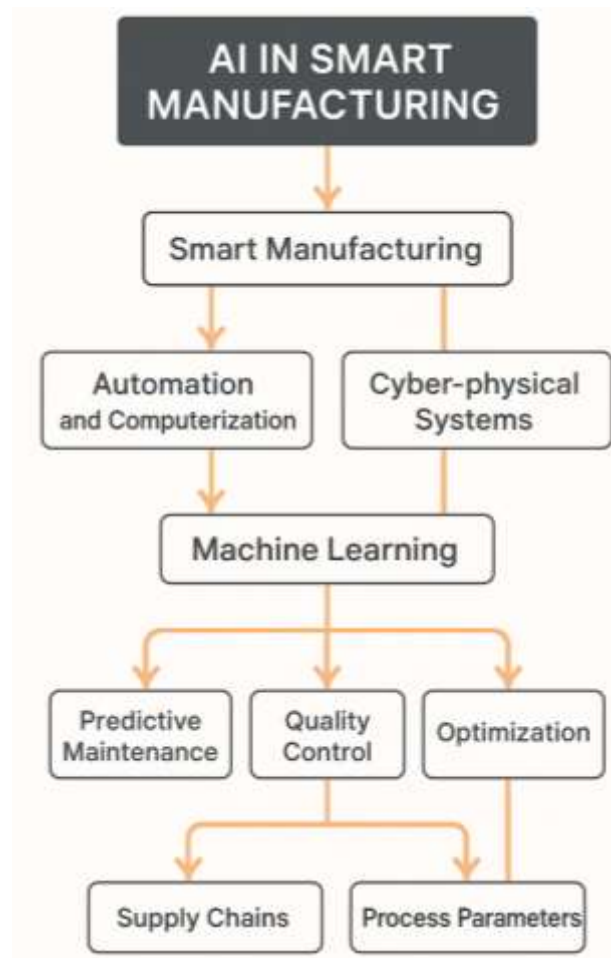 AI IN SMART
MANUFACTURING
Smart Manufacturing
Automation
and Computerization
Cyber-physical
Systems
Machine Learning
Predictive
Maintenance
Quality
Control
Optimization
Supply Chains
Process Parameters